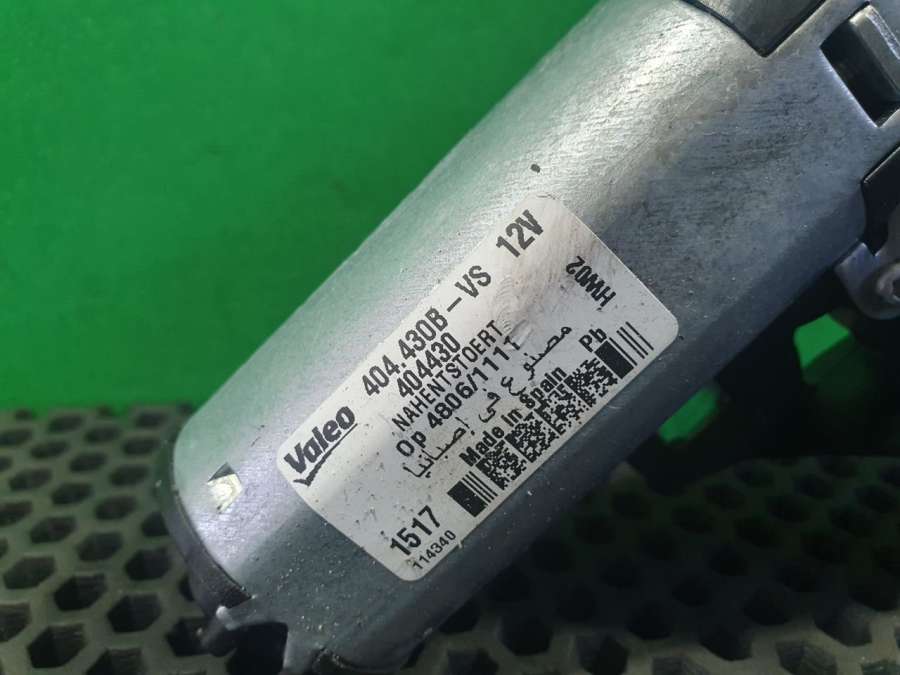 Valeo 404.430B-VS 12V
404430
NAHENTSTOERT
Op 4806/1111
Made In Spain Pb HW02
مصنوع في إصبانيا
1517
114340